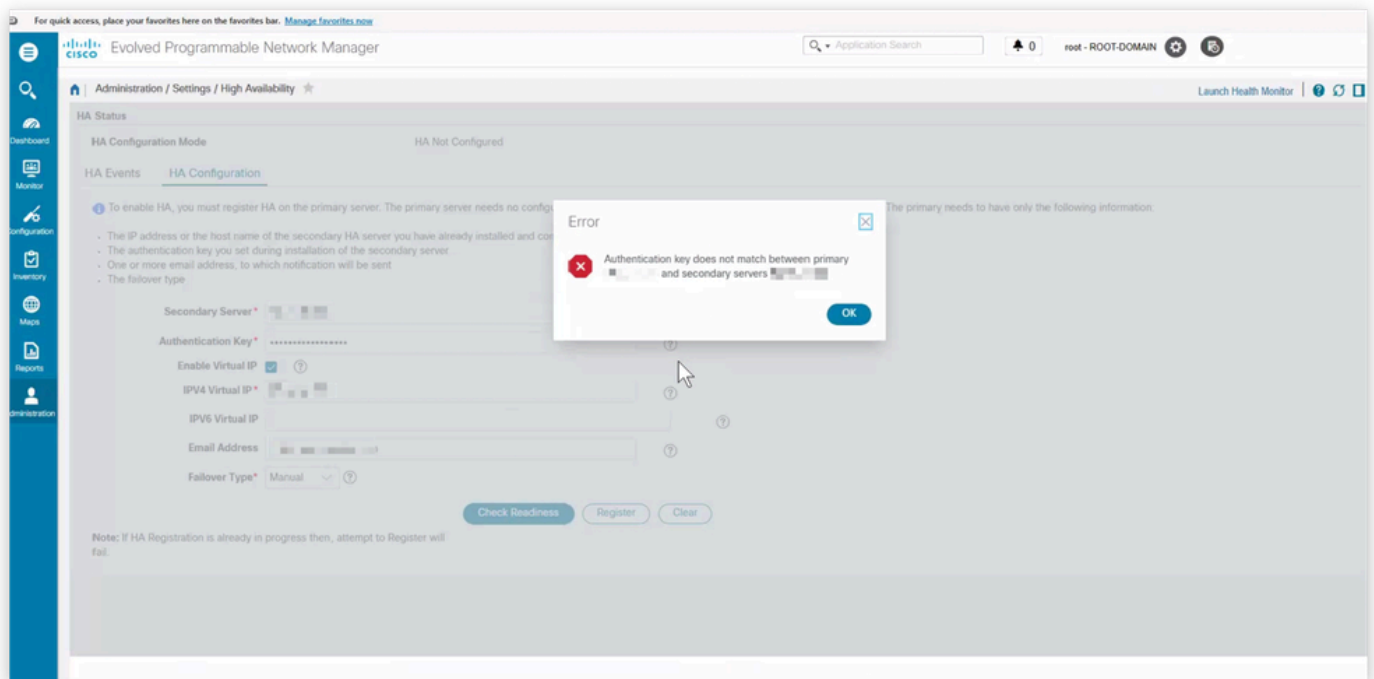 For quick access, place your favorites here on the favorites bar. Manage favorites now
cisco Evolved Programmable Network Manager
Application Search
0
root - ROOT-DOMAIN
Administration / Settings / High Availability
Launch Health Monitor
Dashboard
Monitor
Configuration
Inventory
Maps
Reports
dministration
HA Status
HA Configuration Mode
HA Not Configured
HA Events
HA Configuration
To enable HA, you must register HA on the primary server. The primary server needs no configu
The primary needs to have only the following information:
The IP address or the host name of the secondary HA server you have already installed and con
The authentication key you set during installation of the secondary server
One or more email address, to which notification will be sent
The failover type
Secondary Server*
Authentication Key*
Enable Virtual IP
IPV4 Virtual IP*
IPV6 Virtual IP
Email Address
Failover Type* Manual
Check Readiness Register Clear
Note: If HA Registration is already in progress then, attempt to Register will
fail.
Error
Authentication key does not match between primary
and secondary servers
OK